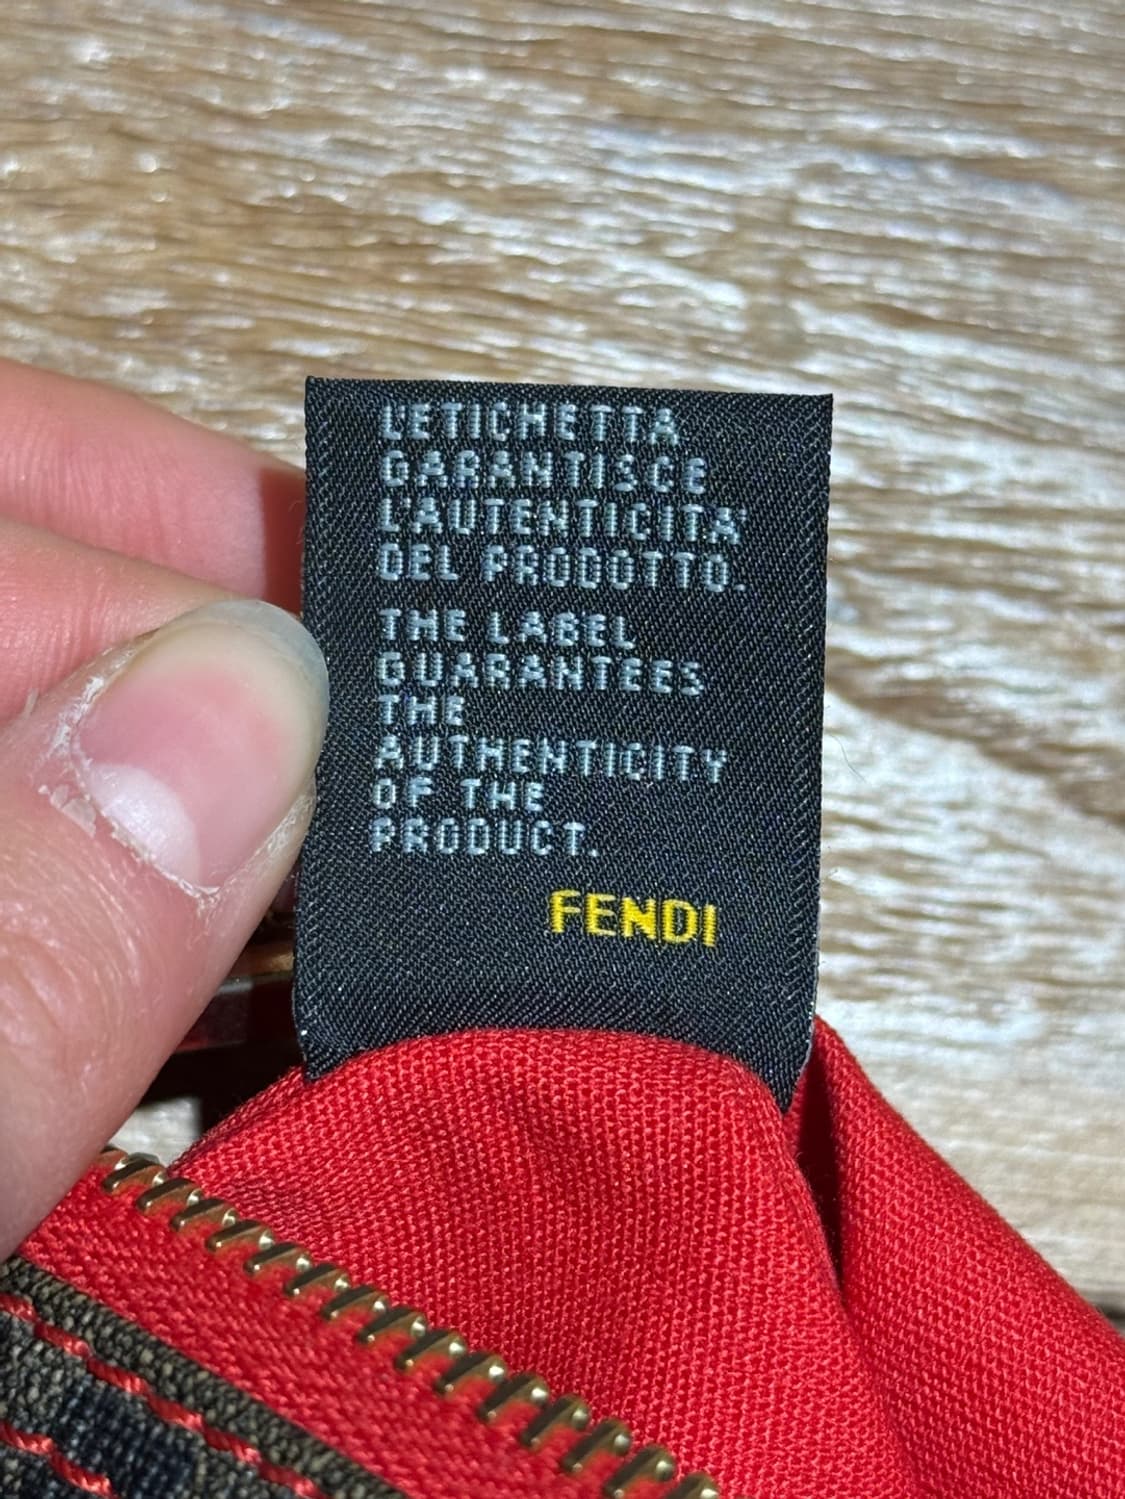 L'ETICHETTA
GARANTISCE
L'AUTENTICITA'
DEL PRODOTTO.
THE LABEL
GUARANTEES
THE
AUTHENTICITY
OF THE
PRODUCT.
FENDI